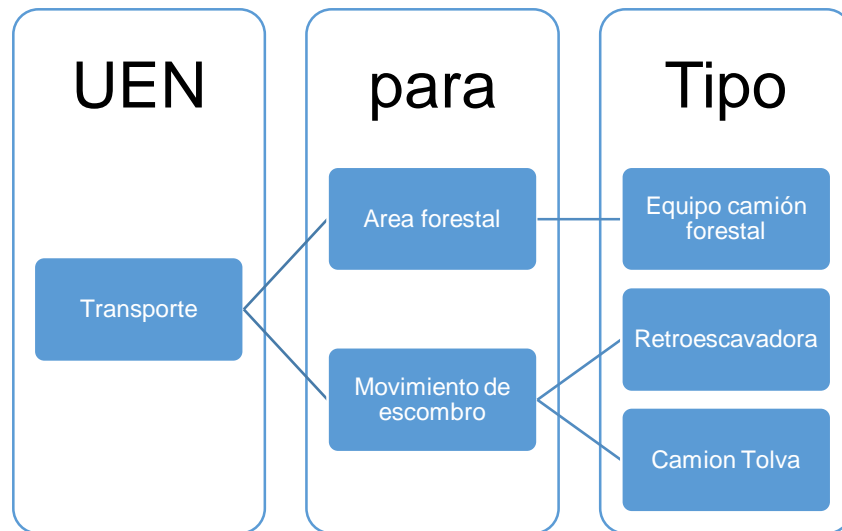 UEN
para
Tipo
Transporte
Area forestal
Movimiento de
escombro
Equipo camión
forestal
Retroescavadora
Camion Tolva